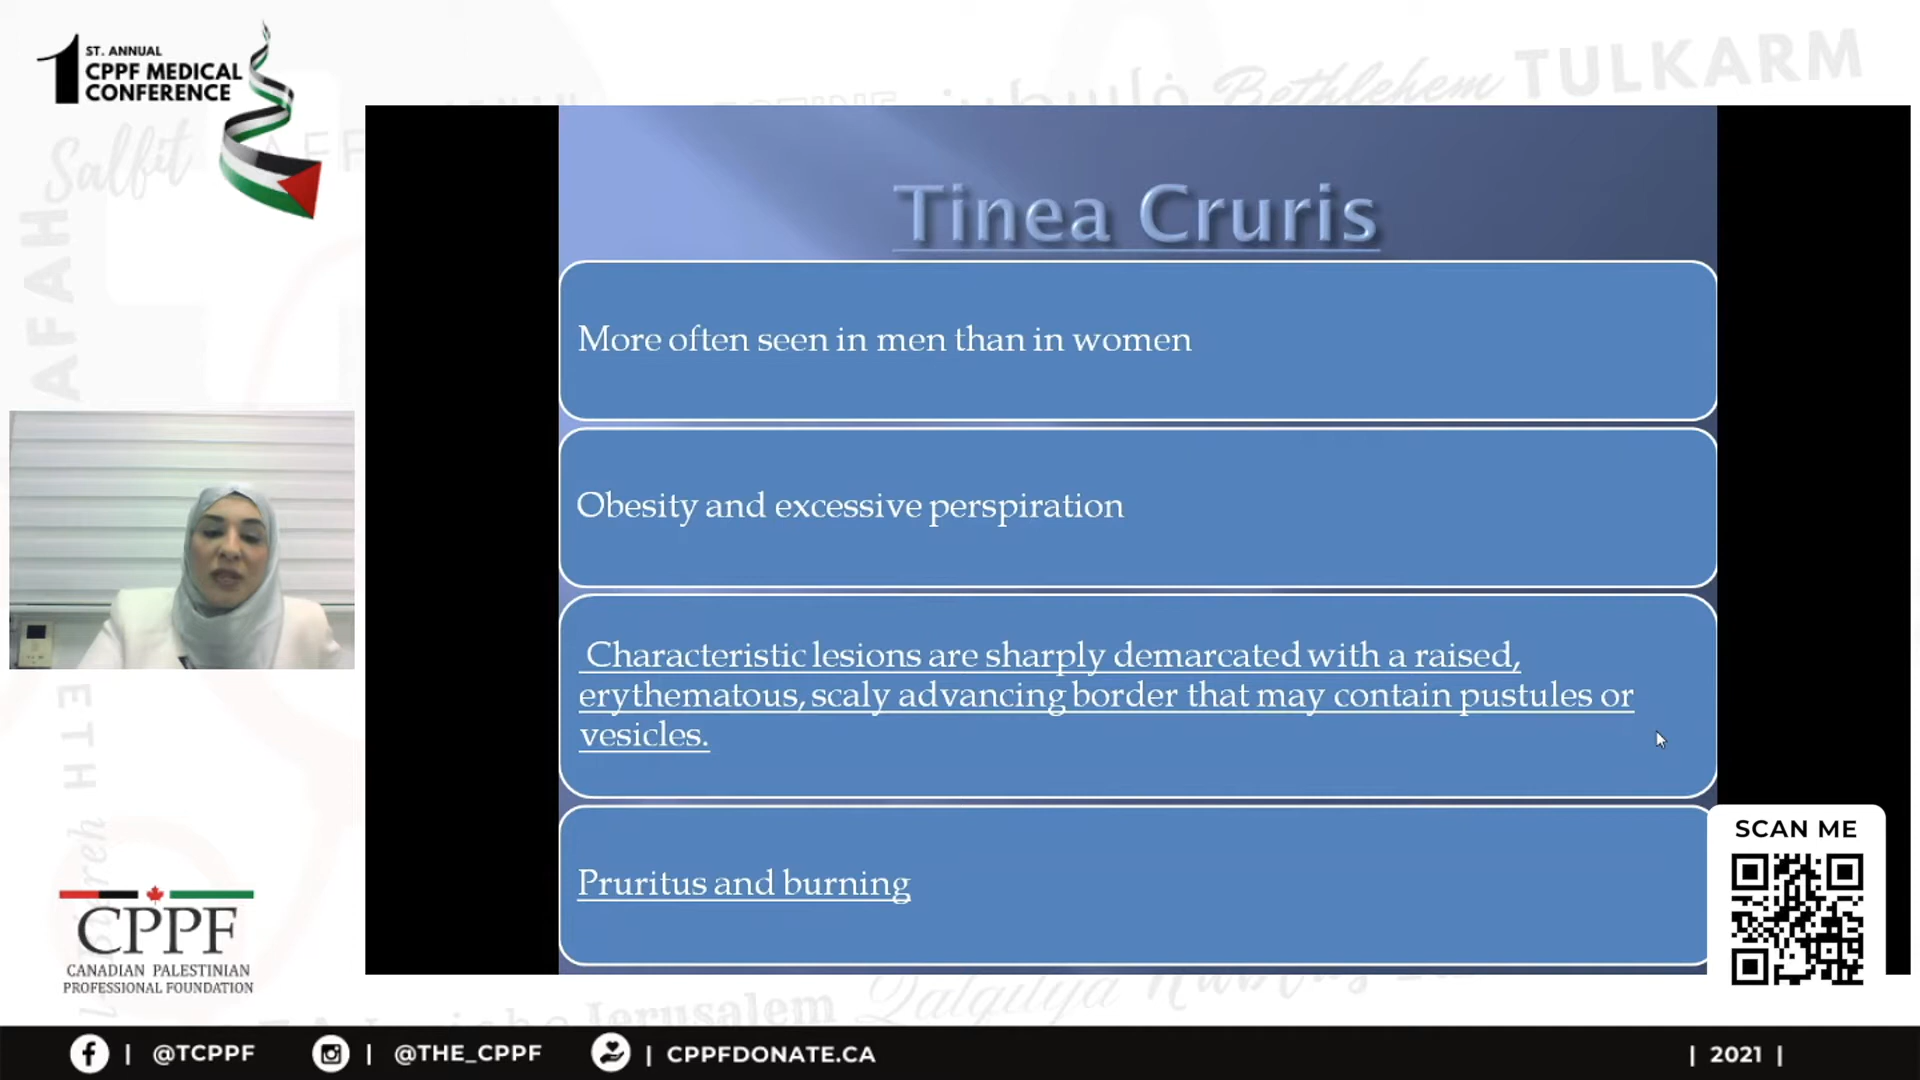 1 ST. ANNUAL
CPPF MEDICAL
CONFERENCE
Salfit
Bethlehem
TULKARM
RAFAH
Tinea Cruris
More often seen in men than in women
Obesity and excessive perspiration
Characteristic lesions are sharply demarcated with a raised,
erythematous, scaly advancing border that may contain pustules or
vesicles.
Pruritus and burning
SCAN ME
CPPF
CANADIAN PALESTINIAN
PROFESSIONAL FOUNDATION
Jerusalem
Qalqilya
@TCPPF
| @THE_CPPF
| CPPFDONATE.CA
| 2021 |